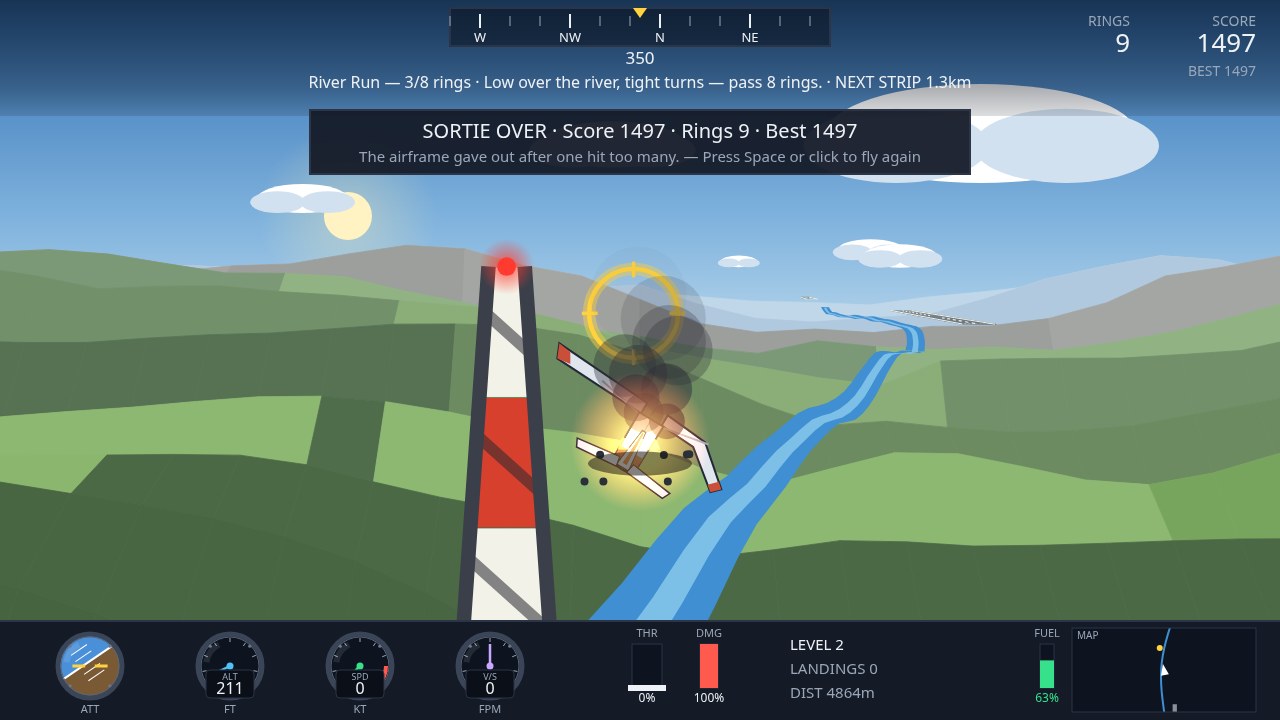 W NW N NE
350
RINGS
9
SCORE
1497
BEST 1497
River Run — 3/8 rings · Low over the river, tight turns — pass 8 rings. · NEXT STRIP 1.3km
SORTIE OVER · Score 1497 · Rings 9 · Best 1497
The airframe gave out after one hit too many. — Press Space or click to fly again
ATT
ALT
211
FT
SPD
0
KT
V/S
0
FPM
THR
0%
DMG
100%
LEVEL 2
LANDINGS 0
DIST 4864m
FUEL
63%
MAP